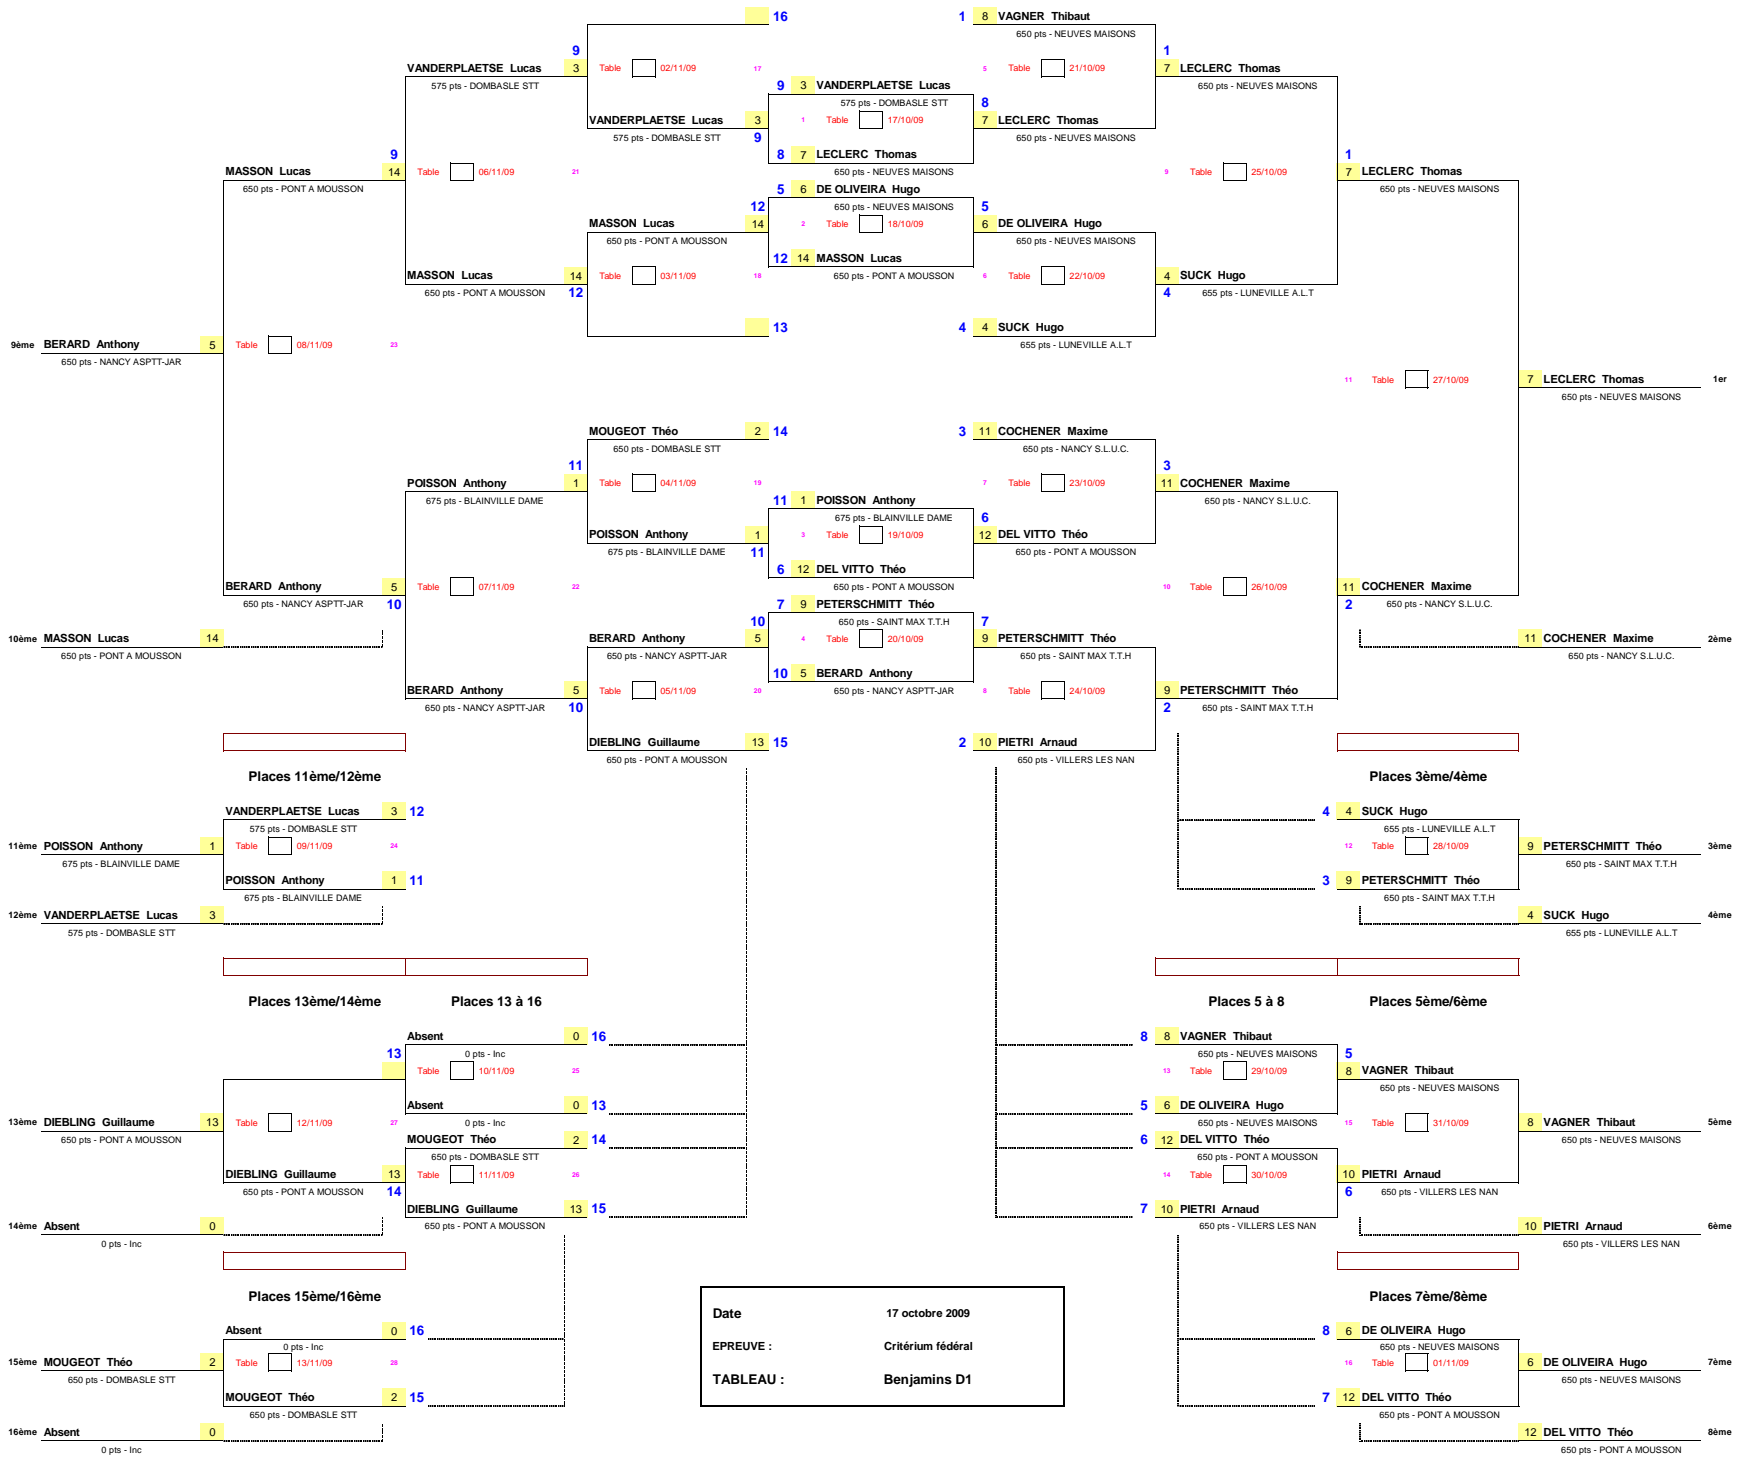 16 1 8 VAGNER Thibaut
650 pts - NEUVES MAISONS
9 1
VANDERPLAETSE Lucas 3 Table 02/11/09 17 5 Table 21/10/09 7 LECLERC Thomas
575 pts - DOMBASLE STT 9 3 VANDERPLAETSE Lucas 650 pts - NEUVES MAISONS
575 pts - DOMBASLE STT 8
VANDERPLAETSE Lucas 3 1 Table 17/10/09 7 LECLERC Thomas
575 pts - DOMBASLE STT 9 650 pts - NEUVES MAISONS
9 8 7 LECLERC Thomas 1
MASSON Lucas 14 Table 06/11/09 21 650 pts - NEUVES MAISONS 9 Table 25/10/09 7 LECLERC Thomas
650 pts - PONT A MOUSSON 5 6 DE OLIVEIRA Hugo 650 pts - NEUVES MAISONS
12 650 pts - NEUVES MAISONS 5
MASSON Lucas 14 2 Table 18/10/09 6 DE OLIVEIRA Hugo
650 pts - PONT A MOUSSON 650 pts - NEUVES MAISONS
12 14 MASSON Lucas
MASSON Lucas 14 Table 03/11/09 18 650 pts - PONT A MOUSSON 6 Table 22/10/09 4 SUCK Hugo
650 pts - PONT A MOUSSON 12 4 655 pts - LUNEVILLE A.L.T
13 4 4 SUCK Hugo
9ème BERARD Anthony 5 Table 08/11/09 23 655 pts - LUNEVILLE A.L.T
650 pts - NANCY ASPTT-JAR
11 Table 27/10/09 7 LECLERC Thomas 1er
650 pts - NEUVES MAISONS
MOUGEOT Théo 2 14 3 11 COCHENER Maxime
650 pts - DOMBASLE STT 650 pts - NANCY S.L.U.C.
11 3
POISSON Anthony 1 Table 04/11/09 19 7 Table 23/10/09 11 COCHENER Maxime
675 pts - BLAINVILLE DAME 11 1 POISSON Anthony 650 pts - NANCY S.L.U.C.
675 pts - BLAINVILLE DAME 6
POISSON Anthony 1 3 Table 19/10/09 12 DEL VITTO Théo
675 pts - BLAINVILLE DAME 11 650 pts - PONT A MOUSSON
6 12 DEL VITTO Théo
BERARD Anthony 5 Table 07/11/09 22 650 pts - PONT A MOUSSON 10 Table 26/10/09 11 COCHENER Maxime
650 pts - NANCY ASPTT-JAR 10 7 9 PETERSCHMITT Théo 2 650 pts - NANCY S.L.U.C.
10 650 pts - SAINT MAX T.T.H 7
10ème MASSON Lucas 14 BERARD Anthony 5 4 Table 20/10/09 9 PETERSCHMITT Théo 11 COCHENER Maxime 2ème
650 pts - PONT A MOUSSON 650 pts - NANCY ASPTT-JAR 650 pts - SAINT MAX T.T.H 650 pts - NANCY S.L.U.C.
10 5 BERARD Anthony
BERARD Anthony 5 Table 05/11/09 20 650 pts - NANCY ASPTT-JAR 8 Table 24/10/09 9 PETERSCHMITT Théo
650 pts - NANCY ASPTT-JAR 10 2 650 pts - SAINT MAX T.T.H
DIEBLING Guillaume 13 15 2 10 PIETRI Arnaud
650 pts - PONT A MOUSSON 650 pts - VILLERS LES NAN
Places 11ème/12ème Places 3ème/4ème
VANDERPLAETSE Lucas 3 12 4 4 SUCK Hugo
575 pts - DOMBASLE STT 655 pts - LUNEVILLE A.L.T
11ème POISSON Anthony 1 Table 09/11/09 24 12 Table 28/10/09 9 PETERSCHMITT Théo 3ème
675 pts - BLAINVILLE DAME 650 pts - SAINT MAX T.T.H
POISSON Anthony 1 11 3 9 PETERSCHMITT Théo
675 pts - BLAINVILLE DAME 650 pts - SAINT MAX T.T.H
12ème VANDERPLAETSE Lucas 3 4 SUCK Hugo 4ème
575 pts - DOMBASLE STT 655 pts - LUNEVILLE A.L.T
Places 13ème/14ème Places 13 à 16 Places 5 à 8 Places 5ème/6ème
Absent 0 16 8 8 VAGNER Thibaut
13 0 pts - Inc 650 pts - NEUVES MAISONS 5
Table 10/11/09 25 13 Table 29/10/09 8 VAGNER Thibaut
650 pts - NEUVES MAISONS
Absent 0 13 5 6 DE OLIVEIRA Hugo
13ème DIEBLING Guillaume 13 Table 12/11/09 27 0 pts - Inc 650 pts - NEUVES MAISONS 15 Table 31/10/09 8 VAGNER Thibaut 5ème
650 pts - PONT A MOUSSON MOUGEOT Théo 2 14 6 12 DEL VITTO Théo 650 pts - NEUVES MAISONS
650 pts - DOMBASLE STT 650 pts - PONT A MOUSSON
DIEBLING Guillaume 13 Table 11/11/09 26 14 Table 30/10/09 10 PIETRI Arnaud
650 pts - PONT A MOUSSON 14 6 650 pts - VILLERS LES NAN
DIEBLING Guillaume 13 15 7 10 PIETRI Arnaud
14ème Absent 0 650 pts - PONT A MOUSSON 650 pts - VILLERS LES NAN 10 PIETRI Arnaud 6ème
0 pts - Inc 650 pts - VILLERS LES NAN
Places 15ème/16ème Places 7ème/8ème
Date 17 octobre 2009
Absent 0 16 8 6 DE OLIVEIRA Hugo
0 pts - Inc EPREUVE : Critérium fédéral 650 pts - NEUVES MAISONS
15ème MOUGEOT Théo 2 Table 13/11/09 28 16 Table 01/11/09 6 DE OLIVEIRA Hugo 7ème
650 pts - DOMBASLE STT TABLEAU : Benjamins D1 650 pts - NEUVES MAISONS
MOUGEOT Théo 2 15 7 12 DEL VITTO Théo
650 pts - DOMBASLE STT 650 pts - PONT A MOUSSON
16ème Absent 0 12 DEL VITTO Théo 8ème
0 pts - Inc 650 pts - PONT A MOUSSON